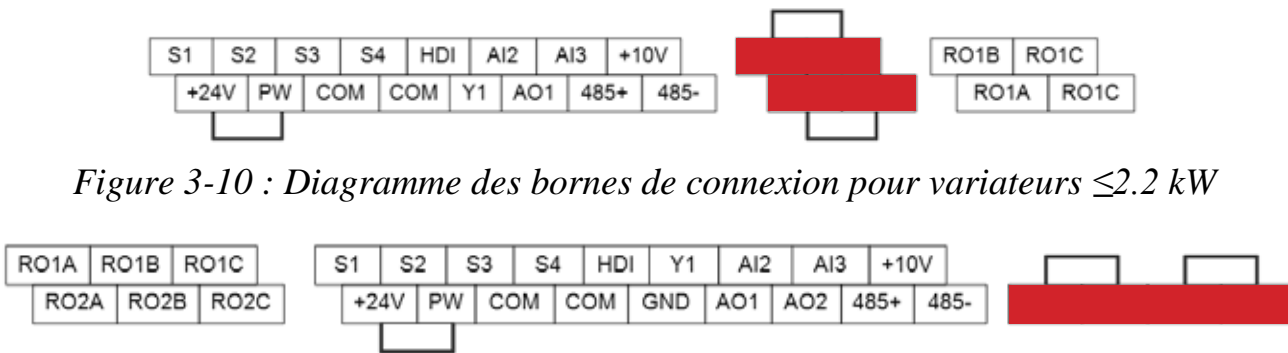 S1 S2 S3 S4 HDI AI2 AI3 +10V RO1B RO1C
+24V PW COM COM Y1 AO1 485+ 485- RO1A RO1C
Figure 3-10 : Diagramme des bornes de connexion pour variateurs ≤2.2 kW
RO1A RO1B RO1C S1 S2 S3 S4 HDI Y1 AI2 AI3 +10V
RO2A RO2B RO2C +24V PW COM COM GND AO1 AO2 485+ 485-